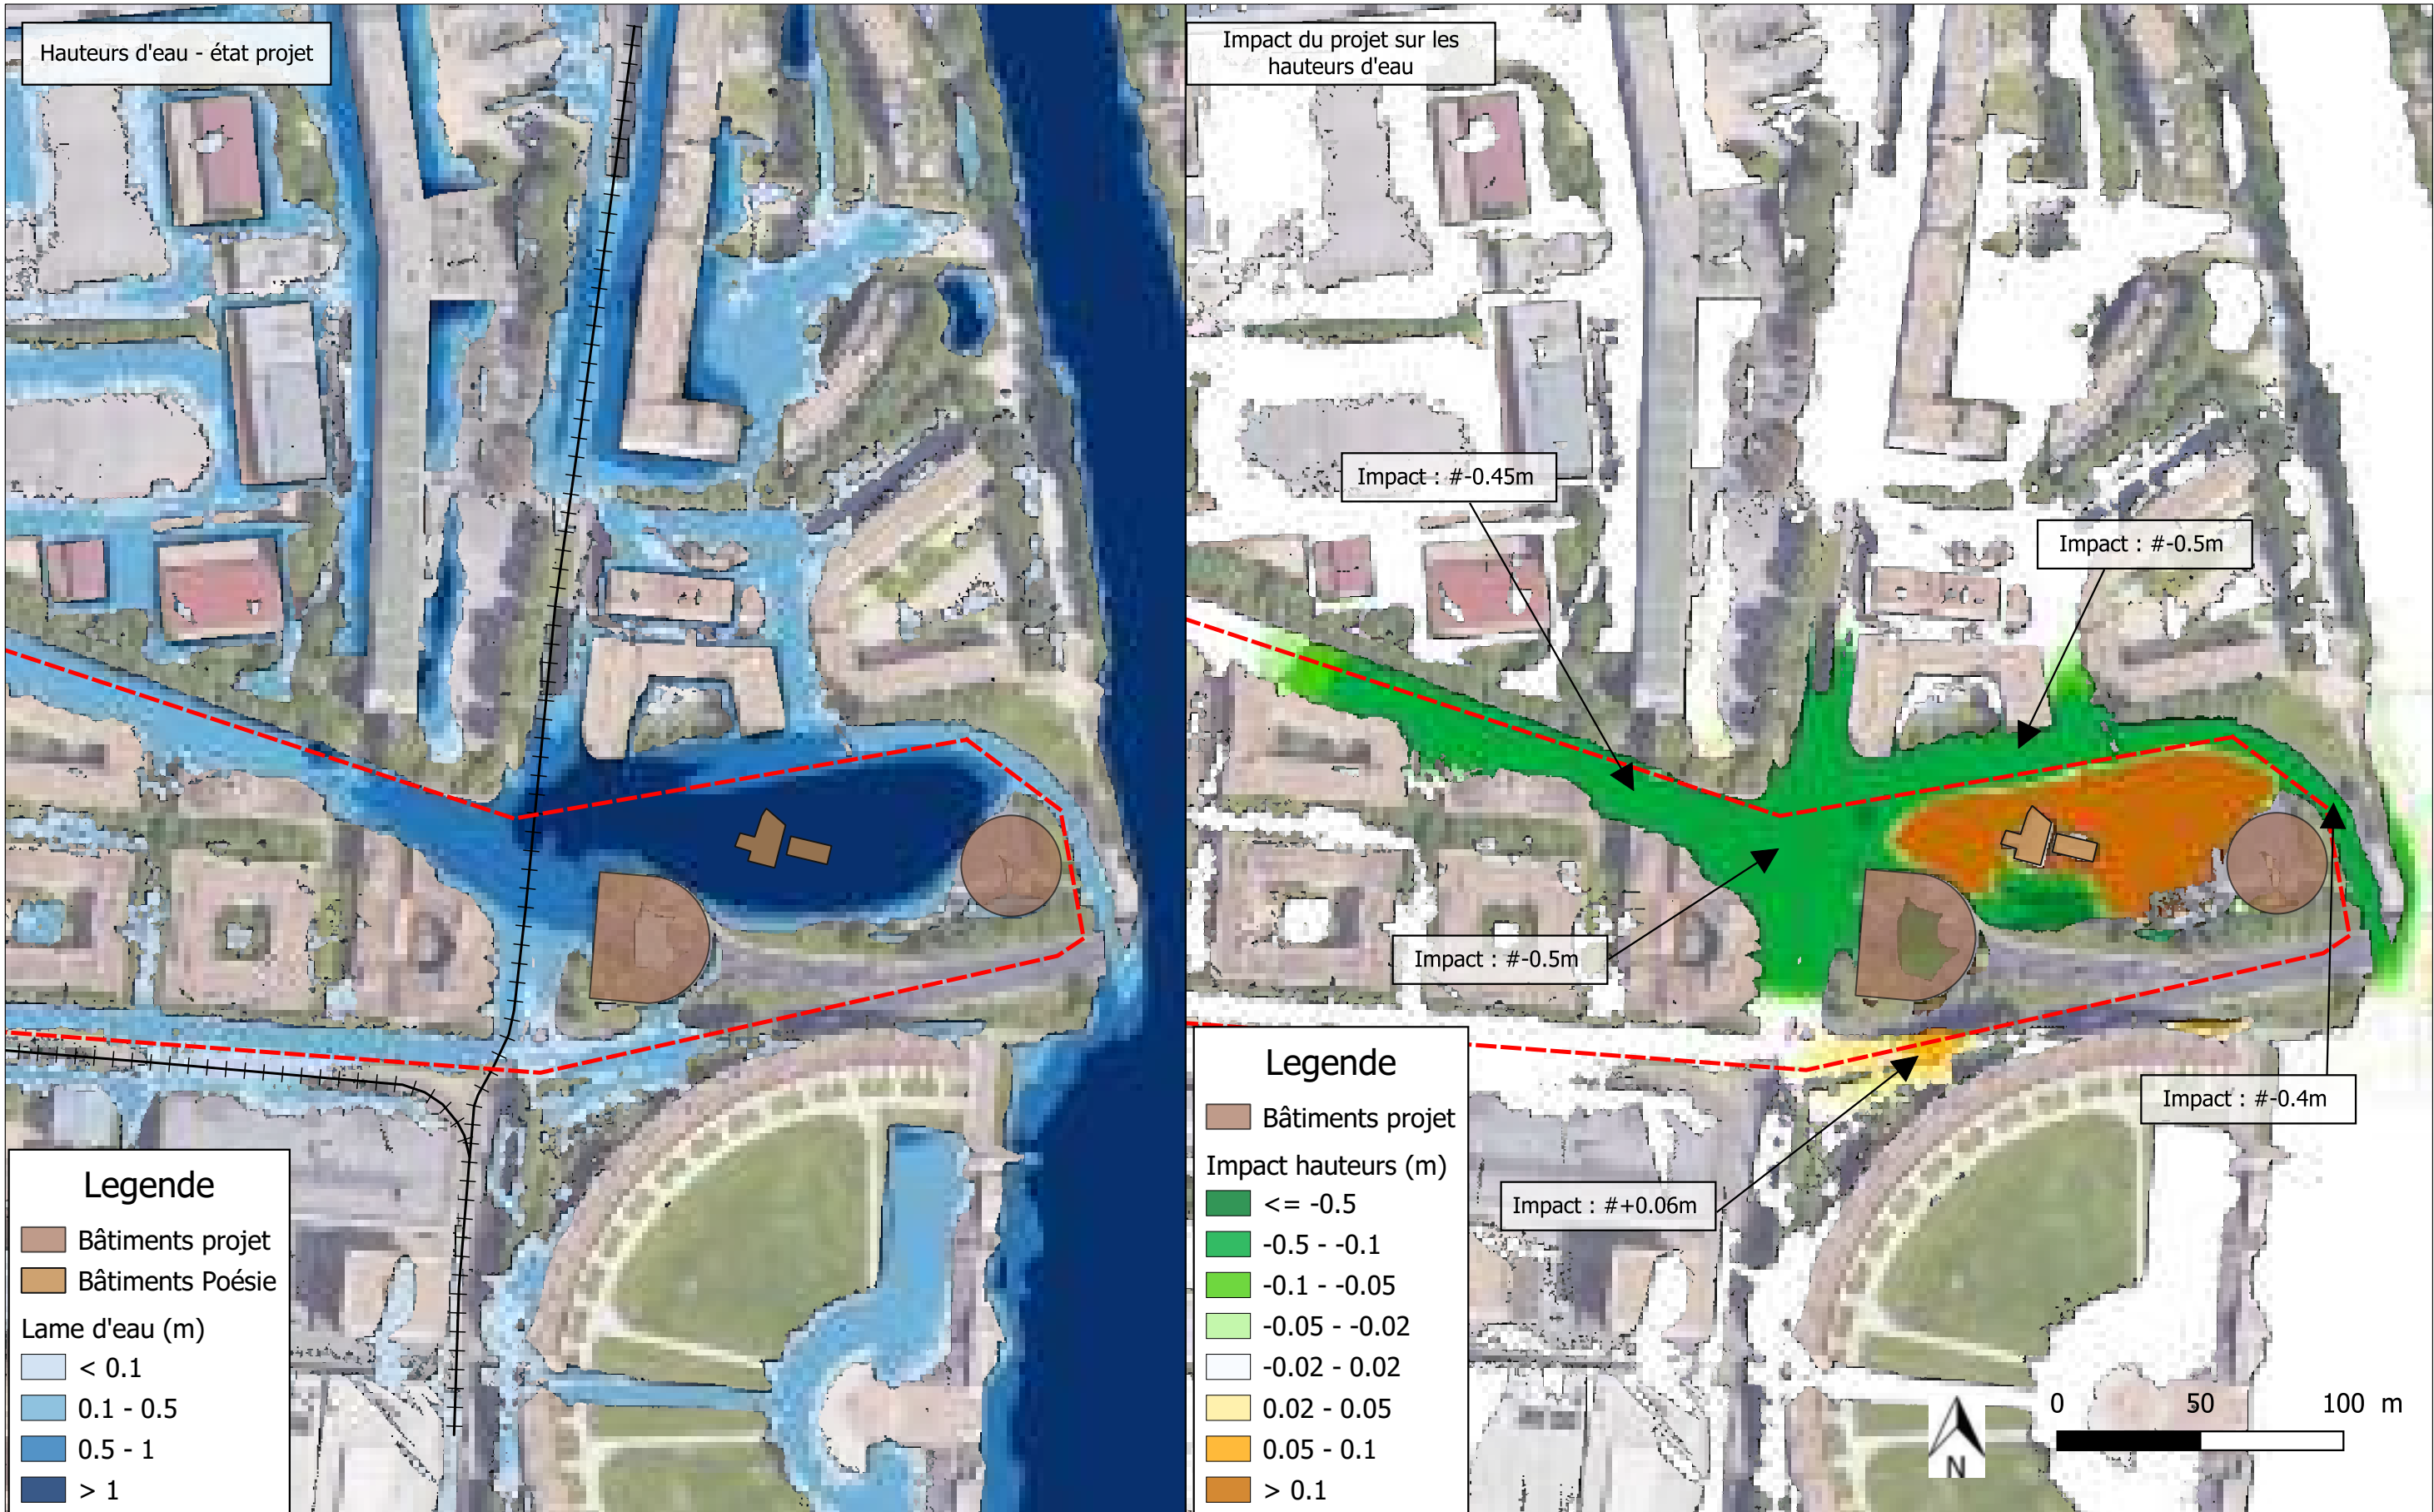 Hauteurs d'eau - état projet
Legende
Bâtiments projet
Bâtiments Poésie
Lame d'eau (m)
< 0.1
0.1 - 0.5
0.5 - 1
> 1
Impact du projet sur les
hauteurs d'eau
Impact : #-0.45m
Impact : #-0.5m
Impact : #-0.5m
Impact : #-0.4m
Impact : #+0.06m
Legende
Bâtiments projet
Impact hauteurs (m)
<= -0.5
-0.5 - -0.1
-0.1 - -0.05
-0.05 - -0.02
-0.02 - 0.02
0.02 - 0.05
0.05 - 0.1
> 0.1
0 50 100 m
N